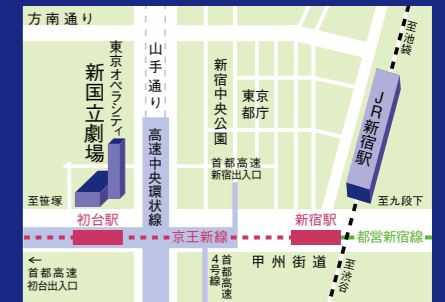 方南通り
至池袋
山手通り
東京オペラシティ
新国立劇場
新宿中央公園
東京
都庁
JR新宿駅
高速中央環状線
首都高速
新宿出入口
至笹塚
至九段下
初台駅
新宿駅
京王新線
都営新宿線
←
首都高速
初台出入口
首都高速
4号線
甲州街道
至渋谷